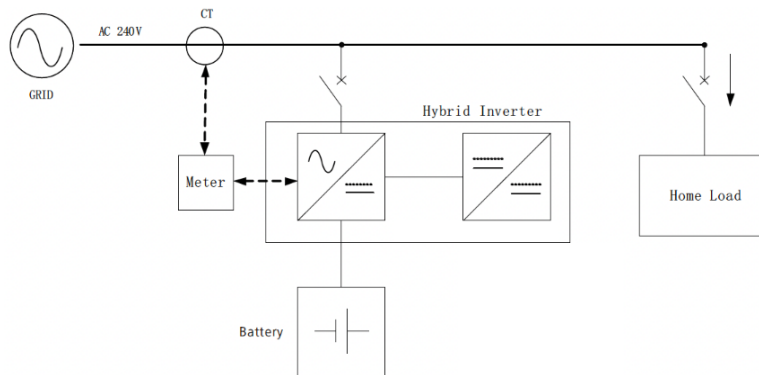 CT
AC 240V
GRID
Hybrid Inverter
Meter
Home Load
Battery